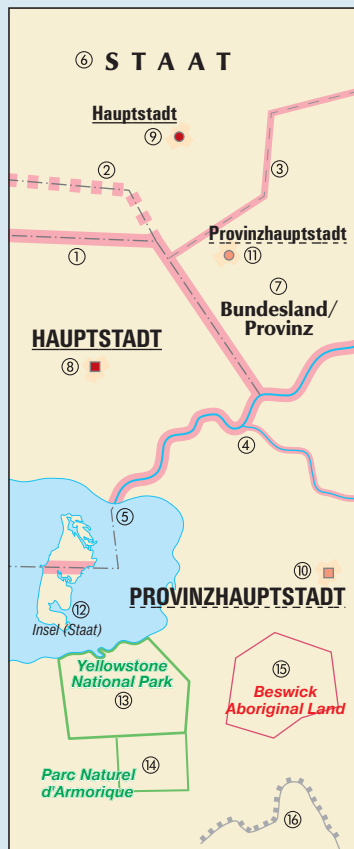 ⑥ S T A A T
Hauptstadt
⑨
② ③
Provinzhauptstadt
① ⑪
⑦
Bundesland/
Provinz
HAUPTSTADT
⑧
④
⑤
⑩
PROVINZHAUPTSTADT
⑫
Insel (Staat)
Yellowstone
National Park
⑬
⑮
Beswick
Aboriginal Land
⑭
Parc Naturel
d'Armorique
⑯